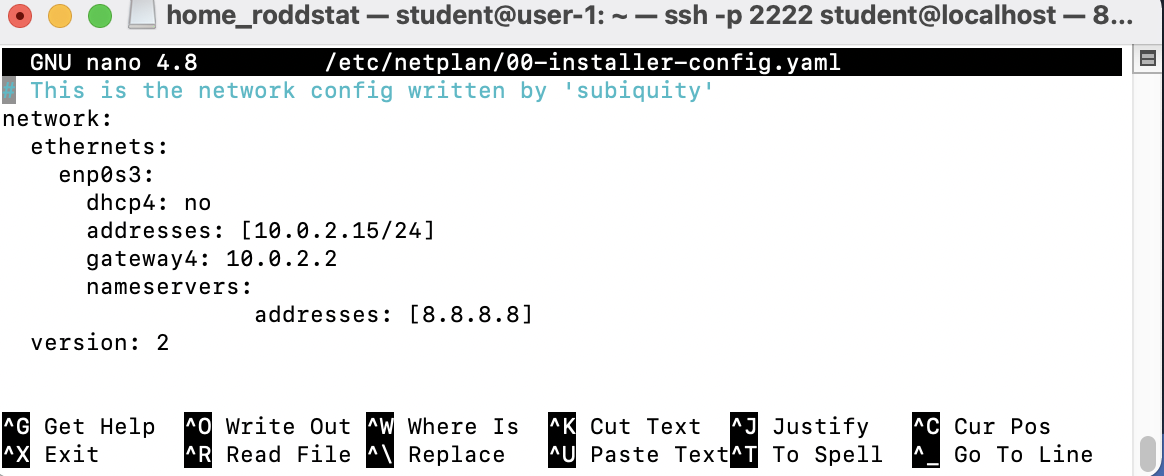 home_roddstat — student@user-1: ~ — ssh -p 2222 student@localhost — 8...
GNU nano 4.8 /etc/netplan/00-installer-config.yaml
# This is the network config written by 'subiquity'
network:
  ethernets:
    enp0s3:
      dhcp4: no
      addresses: [10.0.2.15/24]
      gateway4: 10.0.2.2
      nameservers:
                  addresses: [8.8.8.8]
  version: 2
^G Get Help ^O Write Out ^W Where Is ^K Cut Text ^J Justify ^C Cur Pos
^X Exit ^R Read File ^\ Replace ^U Paste Text^T To Spell ^_ Go To Line